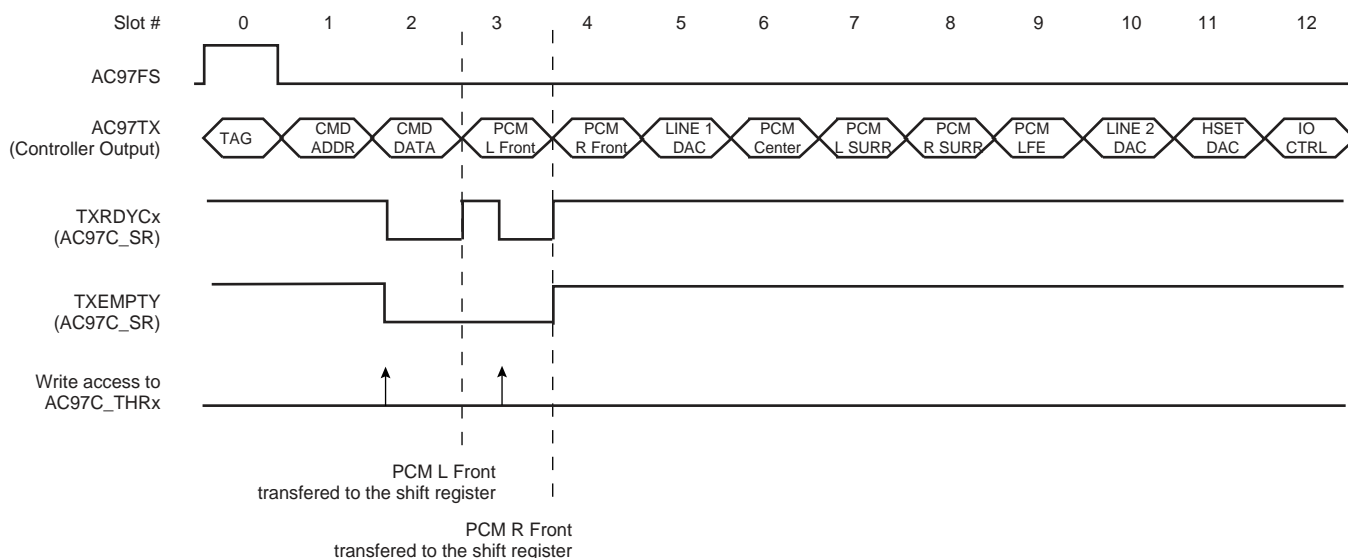 Slot # 0 1 2 3 4 5 6 7 8 9 10 11 12
AC97FS
AC97TX
(Controller Output)
TAG
CMD
ADDR
CMD
DATA
PCM
L Front
PCM
R Front
LINE 1
DAC
PCM
Center
PCM
L SURR
PCM
R SURR
PCM
LFE
LINE 2
DAC
HSET
DAC
IO
CTRL
TXRDYCx
(AC97C_SR)
TXEMPTY
(AC97C_SR)
Write access to
AC97C_THRx
PCM L Front
transfered to the shift register
PCM R Front
transfered to the shift register